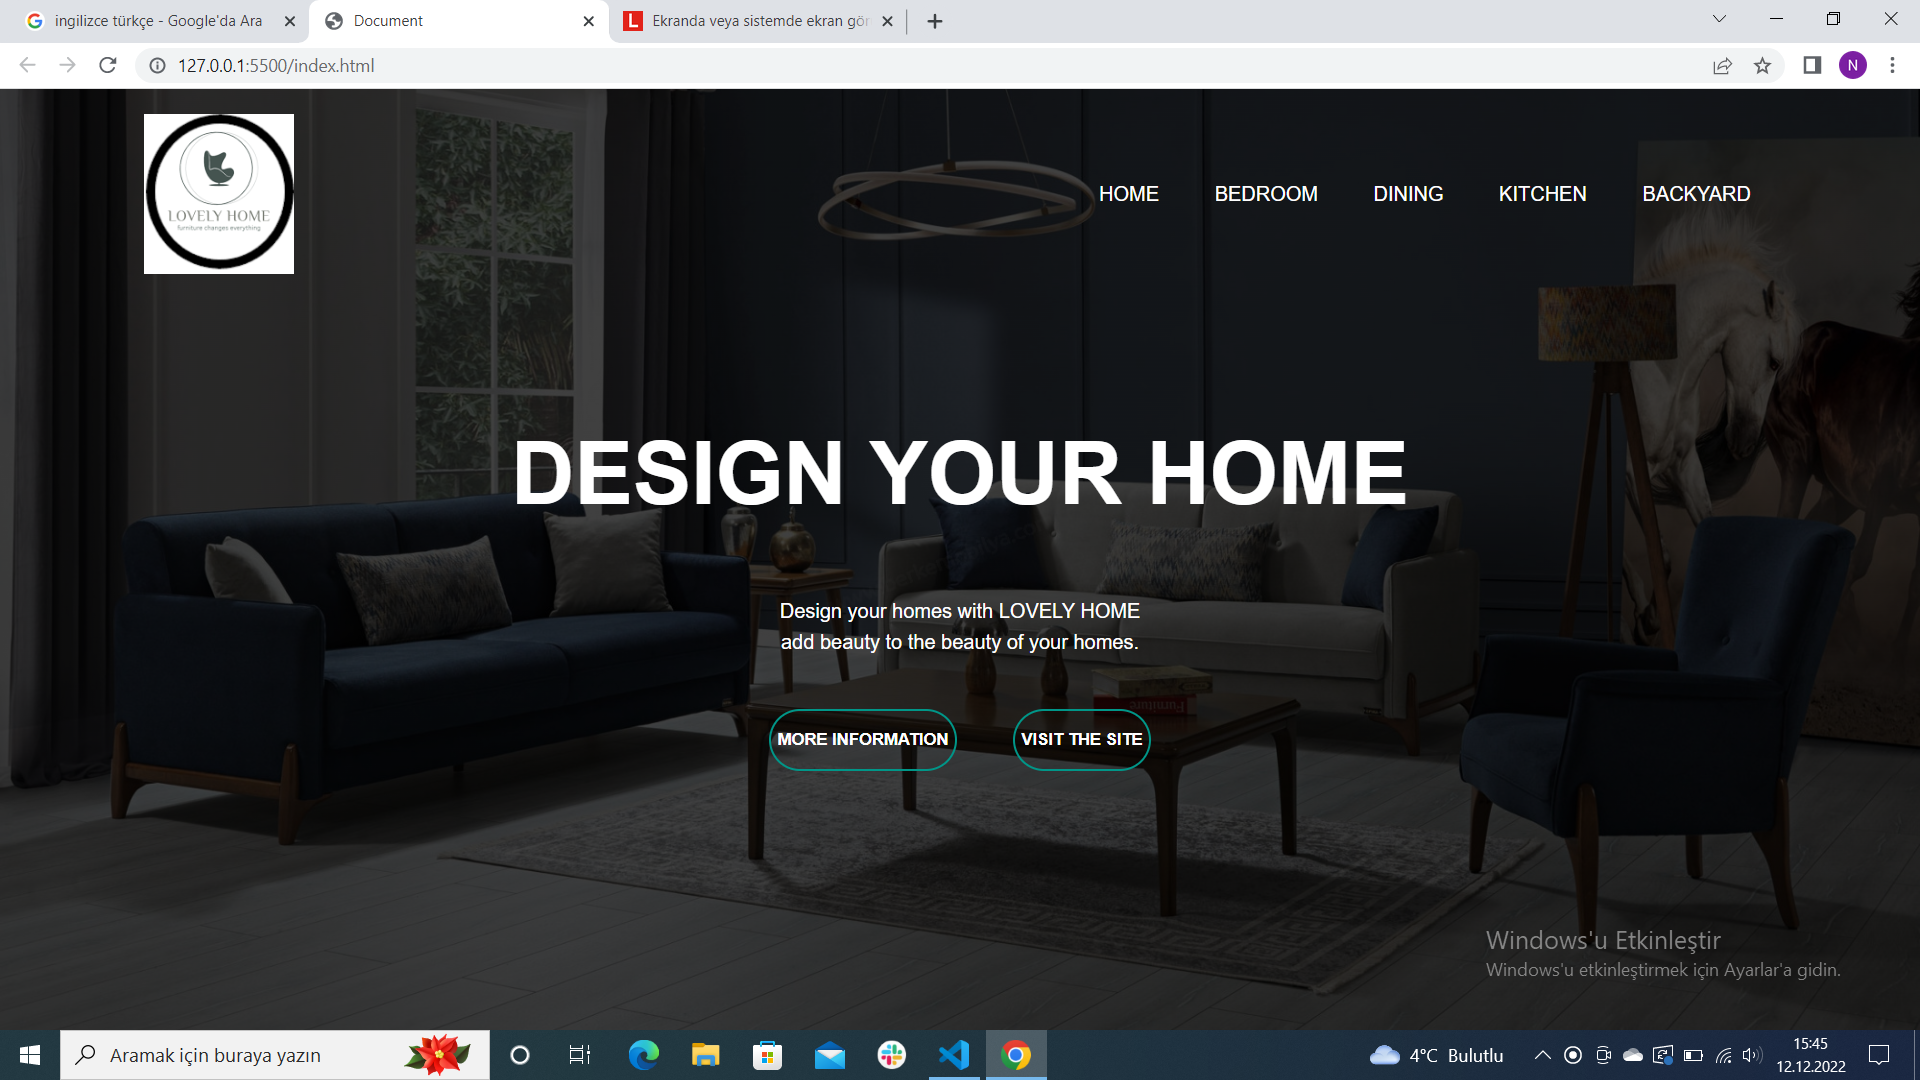 ingilizce türkçe - Google'da Ara
Document
Ekranda veya sistemde ekran gör
127.0.0.1:5500/index.html
N
LOVELY HOME
furniture changes everything
HOME
BEDROOM
DINING
KITCHEN
BACKYARD
DESIGN YOUR HOME
Design your homes with LOVELY HOME
add beauty to the beauty of your homes.
Furniture
MORE INFORMATION
VISIT THE SITE
Windows'u Etkinleştir
Windows'u etkinleştirmek için Ayarlar'a gidin.
Aramak için buraya yazın
4°C Bulutlu
15:45
12.12.2022